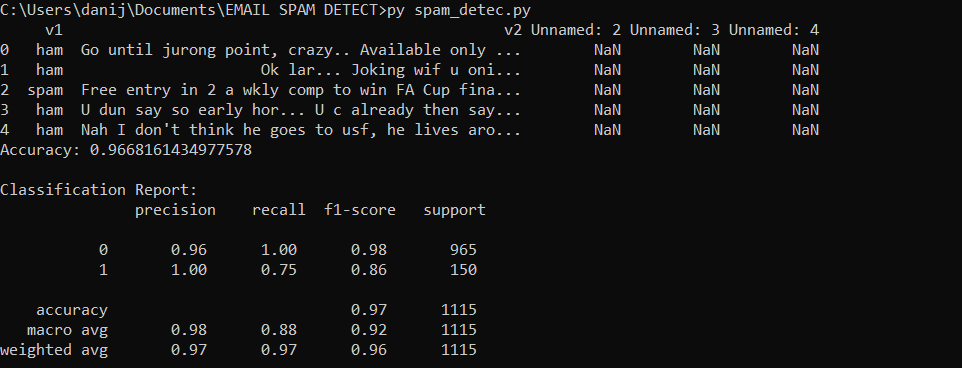 C:\Users\danij\Documents\EMAIL SPAM DETECT>py spam_detec.py
     v1                                                 v2 Unnamed: 2 Unnamed: 3 Unnamed: 4
0   ham  Go until jurong point, crazy.. Available only ...        NaN        NaN        NaN
1   ham                      Ok lar... Joking wif u oni...        NaN        NaN        NaN
2  spam  Free entry in 2 a wkly comp to win FA Cup fina...        NaN        NaN        NaN
3   ham  U dun say so early hor... U c already then say...        NaN        NaN        NaN
4   ham  Nah I don't think he goes to usf, he lives aro...        NaN        NaN        NaN
Accuracy: 0.9668161434977578
Classification Report:
              precision    recall  f1-score   support
           0       0.96      1.00      0.98       965
           1       1.00      0.75      0.86       150
    accuracy                           0.97      1115
   macro avg       0.98      0.88      0.92      1115
weighted avg       0.97      0.97      0.96      1115